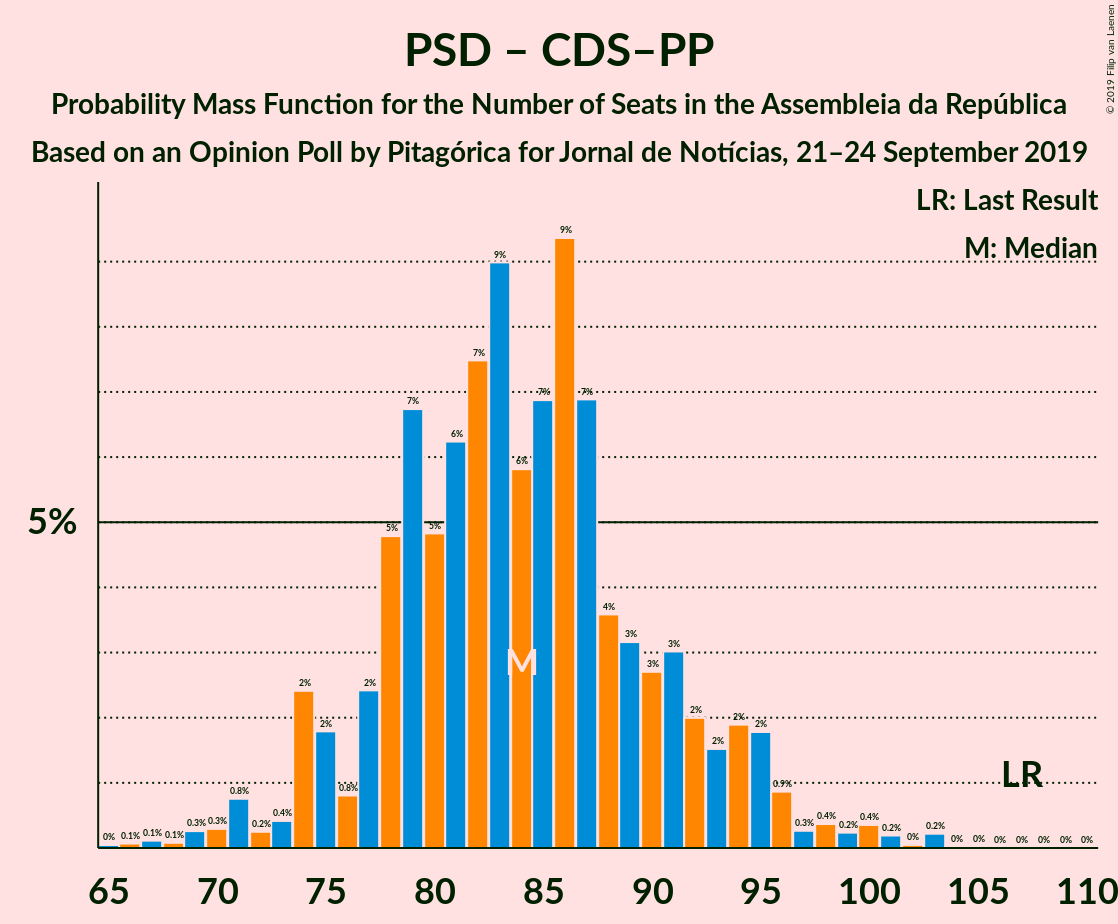 PSD – CDS–PP
Probability Mass Function for the Number of Seats in the Assembleia da República
Based on an Opinion Poll by Pitagórica for Jornal de Notícias, 21–24 September 2019
© 2019 Filip van Laenen
LR: Last Result
M: Median
5%
0% 0.1% 0.1% 0.1% 0.3% 0.3% 0.8% 0.2% 0.4% 2% 2% 0.8% 2% 5% 7% 5% 6% 7% 9% 6% 7% 9% 7% 4% 3% 3% 3% 2% 2% 2% 2% 0.9% 0.3% 0.4% 0.2% 0.4% 0.2% 0% 0.2% 0% 0% 0% 0% 0% 0% 0%
M
LR
65 70 75 80 85 90 95 100 105 110